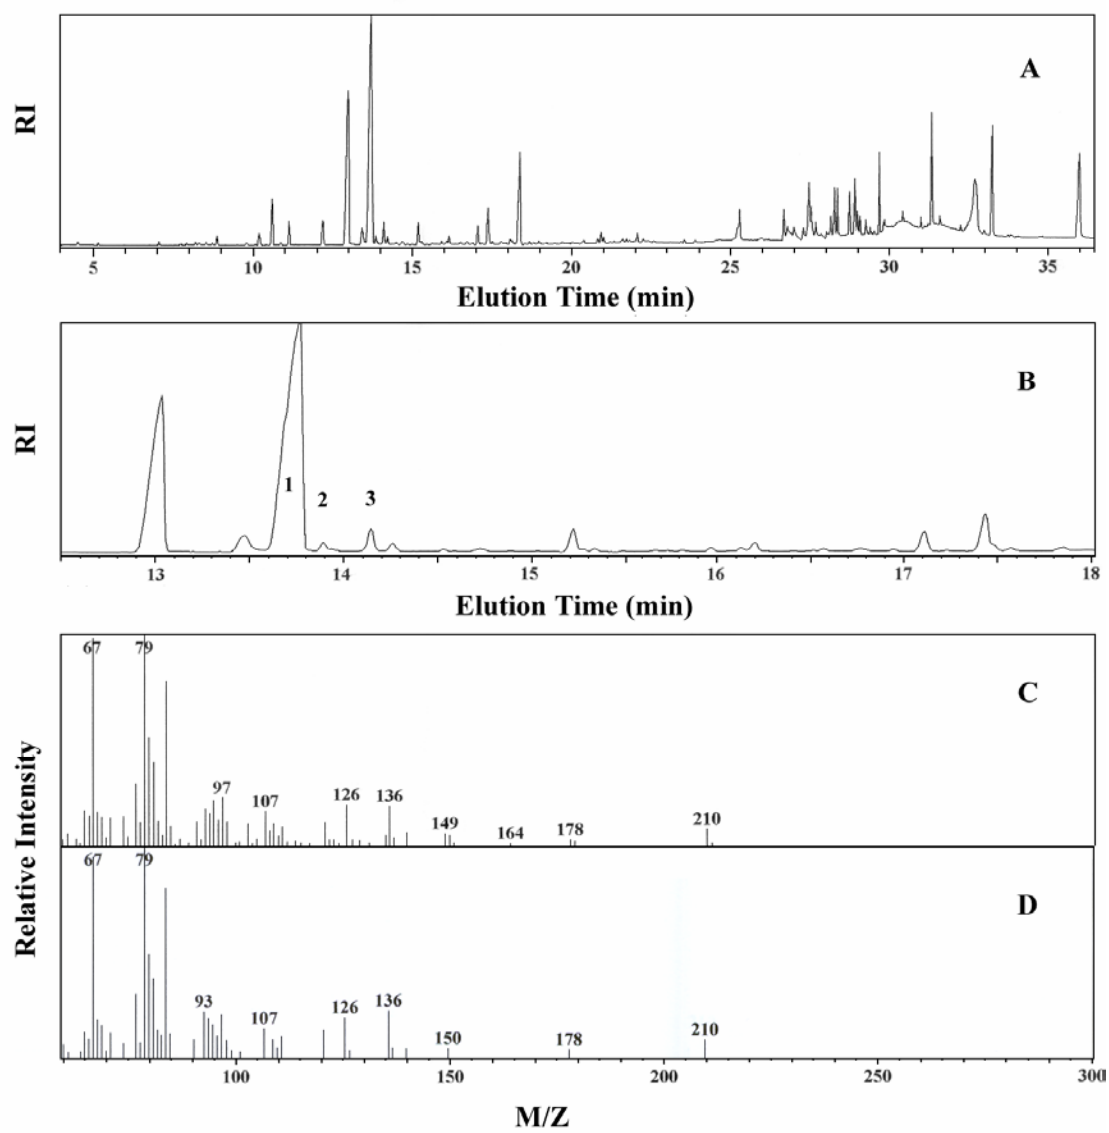 A
RI
5 10 15 20 25 30 35
Elution Time (min)
B
RI
1 2 3
13 14 15 16 17 18
Elution Time (min)
67 79 97 107 126 136 149 164 178 210
C
Relative Intensity
67 79 93 107 126 136 150 178 210
D
100 150 200 250 300
M/Z